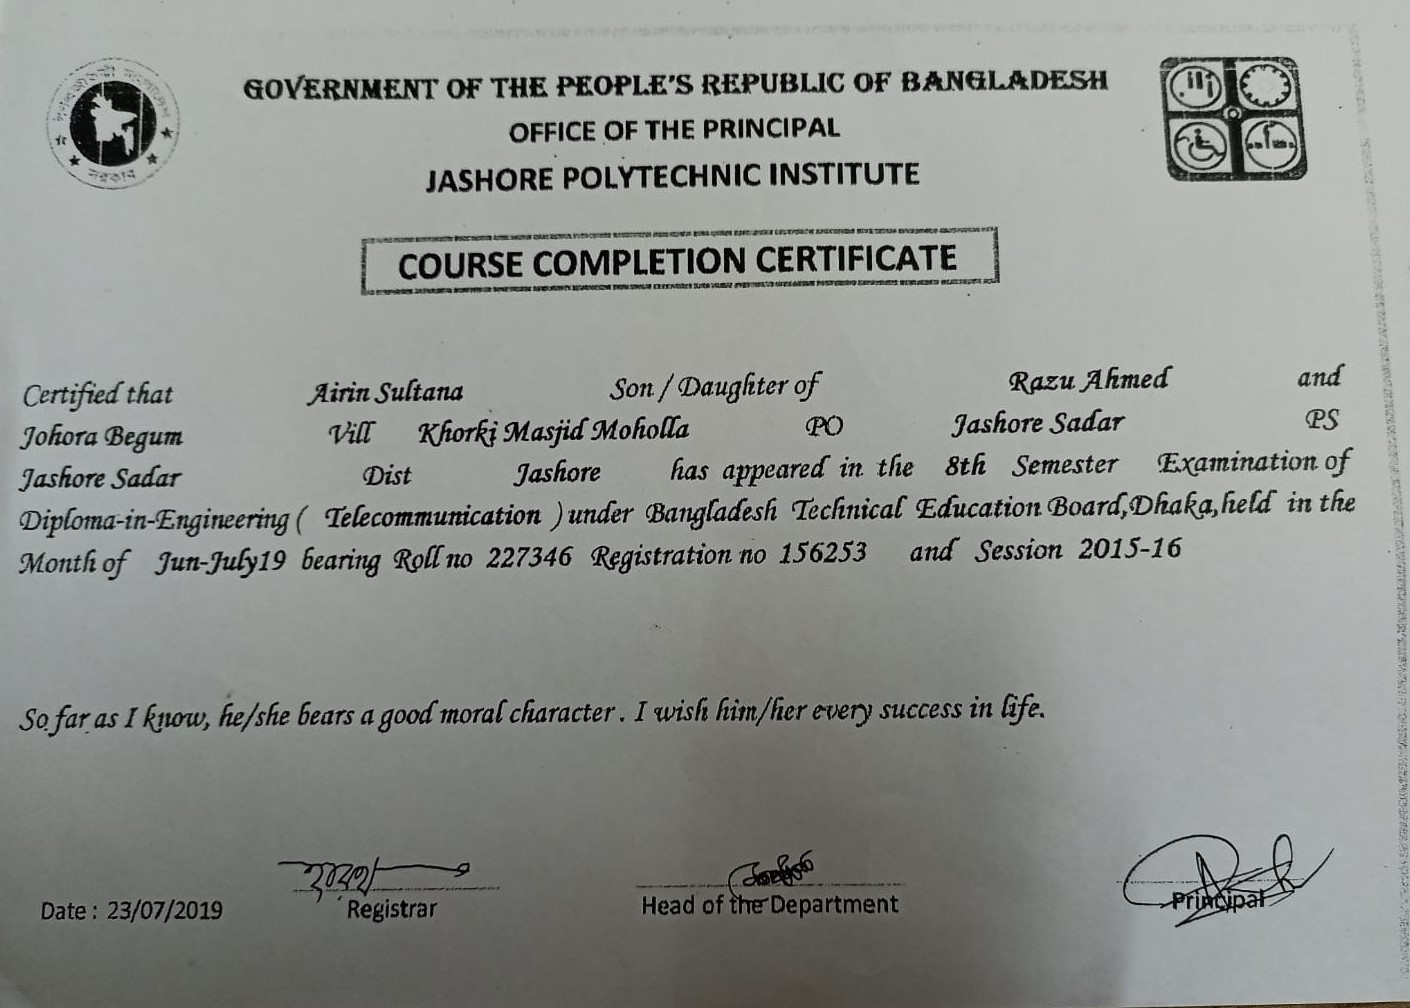 GOVERNMENT OF THE PEOPLE'S REPUBLIC OF BANGLADESH
OFFICE OF THE PRINCIPAL
JASHORE POLYTECHNIC INSTITUTE
COURSE COMPLETION CERTIFICATE
Certified that Airin Sultana Son / Daughter of Razu Ahmed and
Johora Begum Vill Khorki Masjid Moholla PO Jashore Sadar PS
Jashore Sadar Dist Jashore has appeared in the 8th Semester Examination of
Diploma-in-Engineering ( Telecommunication ) under Bangladesh Technical Education Board,Dhaka,held in the
Month of Jun-July19 bearing Roll no 227346 Registration no 156253 and Session 2015-16
So far as I know, he/she bears a good moral character . I wish him/her every success in life.
Date : 23/07/2019
Registrar
Head of the Department
Principal